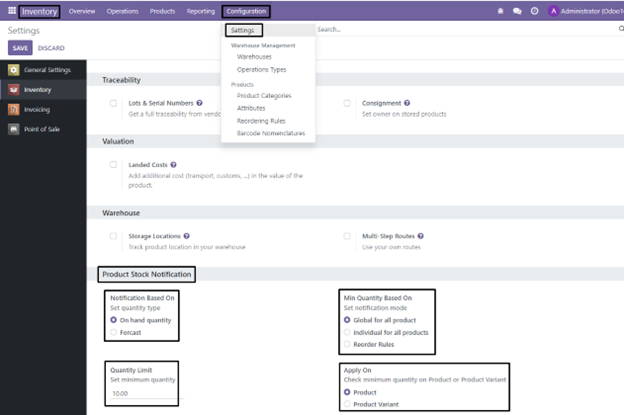 Inventory Overview Operations Products Reporting Configuration Administrator (Odoo1
Settings
SAVE DISCARD
Search...
Settings
Warehouse Management
Warehouses
Operations Types
Products
Product Categories
Attributes
Reordering Rules
Barcode Nomenclatures
General Settings
Inventory
Invoicing
Point of Sale
Traceability
Lots & Serial Numbers
Get a full traceability from vendo
Consignment
Set owner on stored products
Valuation
Landed Costs
Add additional cost (transport, customs, ...) in the value of the
product.
Warehouse
Storage Locations
Track product location in your warehouse
Multi-Step Routes
Use your own routes
Product Stock Notification
Notification Based On
Set quantity type
On hand quantity
Forcast
Min Quantity Based On
Set notification mode
Global for all product
Individual for all products
Reorder Rules
Quantity Limit
Set minimum quantity
10.00
Apply On
Check minimum quantity on Product or Product Variant
Product
Product Variant